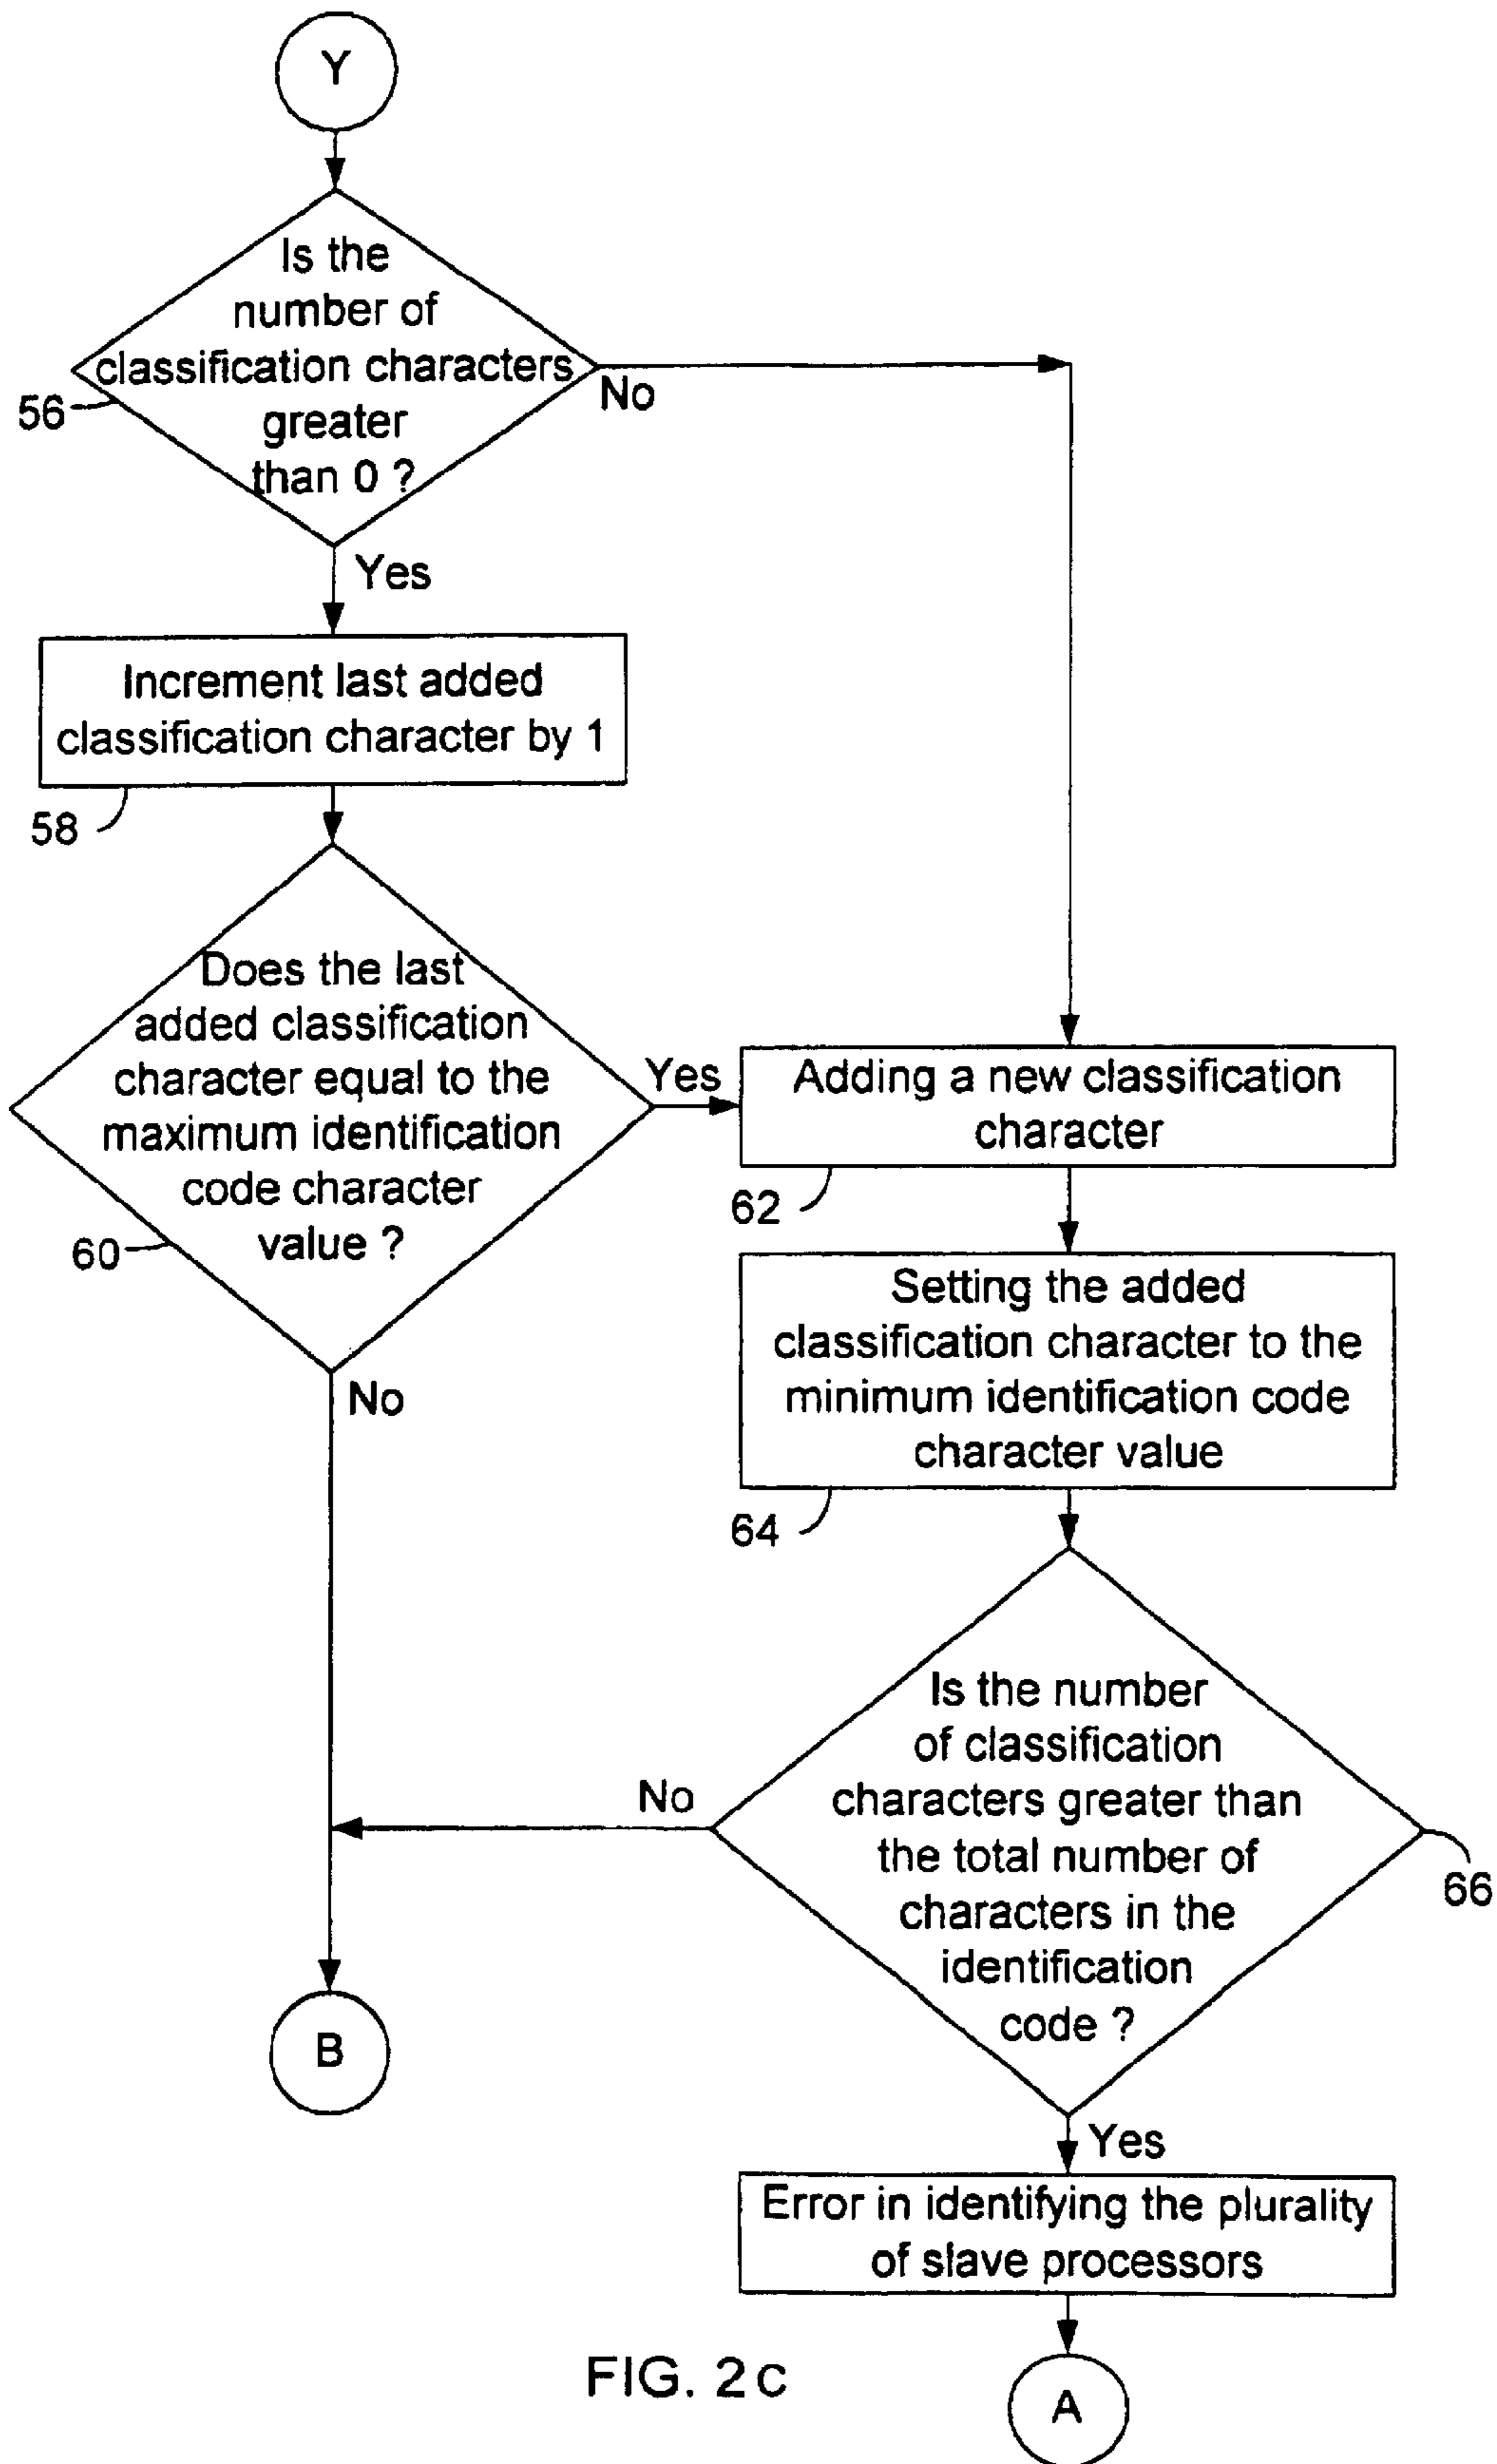 Y
Is the
number of
classification characters
greater
than 0 ?
56
No
Yes
Increment last added
classification character by 1
58
Does the last
added classification
character equal to the
maximum identification
code character
value ?
60
Yes
No
Adding a new classification
character
62
Setting the added
classification character to the
minimum identification code
character value
64
Is the number
of classification
characters greater than
the total number of
characters in the
identification
code ?
66
No
B
Yes
Error in identifying the plurality
of slave processors
A
FIG. 2c